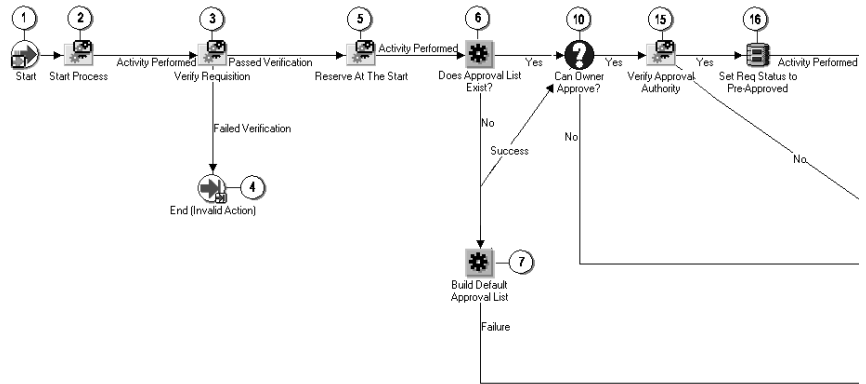 1
2
3
5
6
10
15
16
Start
Start Process
Activity Performed
Verify Requisition
Passed Verification
Reserve At The Start
Activity Performed
Does Approval List
Exist?
Yes
Can Owner
Approve?
Yes
Verify Approval
Authority
Yes
Set Req Status to
Pre-Approved
Activity Performed
Failed Verification
No
Success
No
No
4
End (Invalid Action)
7
Build Default
Approval List
Failure